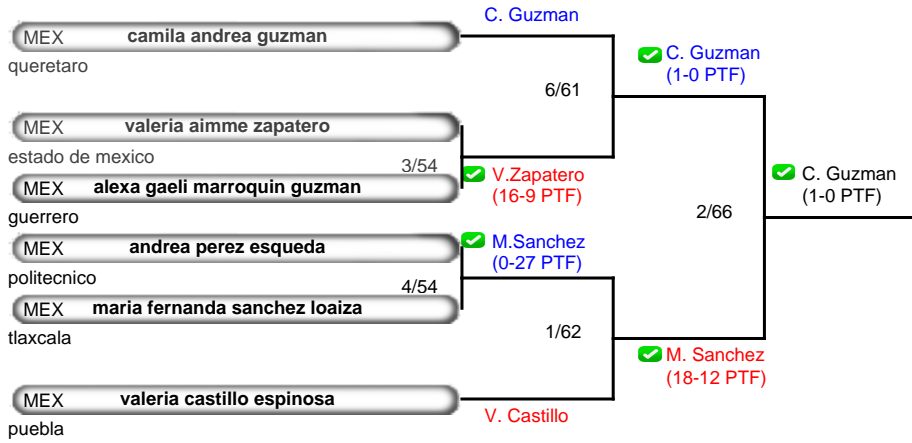 C. Guzman
MEX camila andrea guzman
queretaro
C. Guzman
(1-0 PTF)
6/61
MEX valeria aimme zapatero
estado de mexico
3/54
V.Zapatero
(16-9 PTF)
MEX alexa gaeli marroquin guzman
guerrero
C. Guzman
(1-0 PTF)
2/66
MEX andrea perez esqueda
politecnico
M.Sanchez
(0-27 PTF)
4/54
MEX maria fernanda sanchez loaiza
tlaxcala
1/62
M. Sanchez
(18-12 PTF)
MEX valeria castillo espinosa
puebla
V. Castillo